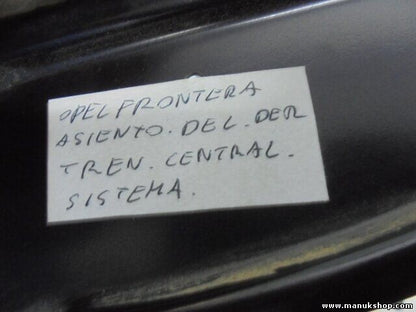 OPEL FRONTERA
ASIENTO. DEL. DER
TREN. CENTRAL.
SISTEMA.
www.manukshop.com